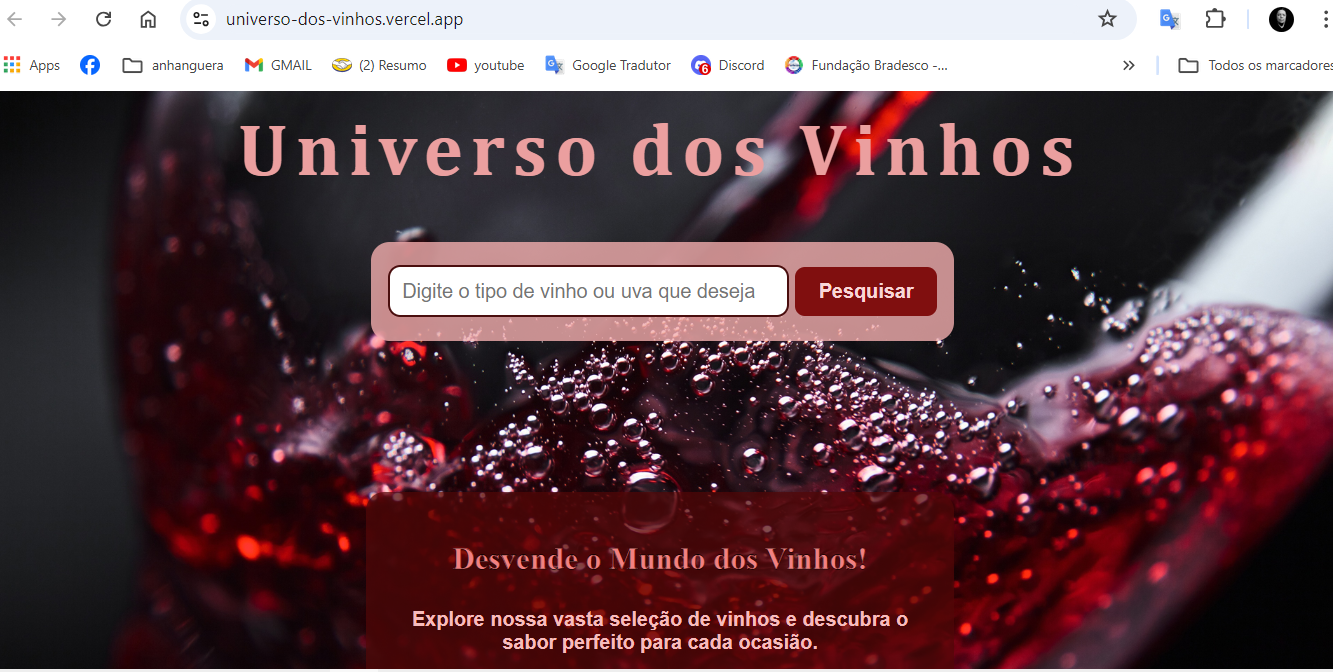 universo-dos-vinhos.vercel.app
Apps anhanguera GMAIL (2) Resumo youtube Google Tradutor Discord Fundação Bradesco -... Todos os marcadores
Universo dos Vinhos
Digite o tipo de vinho ou uva que deseja Pesquisar
Desvende o Mundo dos Vinhos!
Explore nossa vasta seleção de vinhos e descubra o
sabor perfeito para cada ocasião.